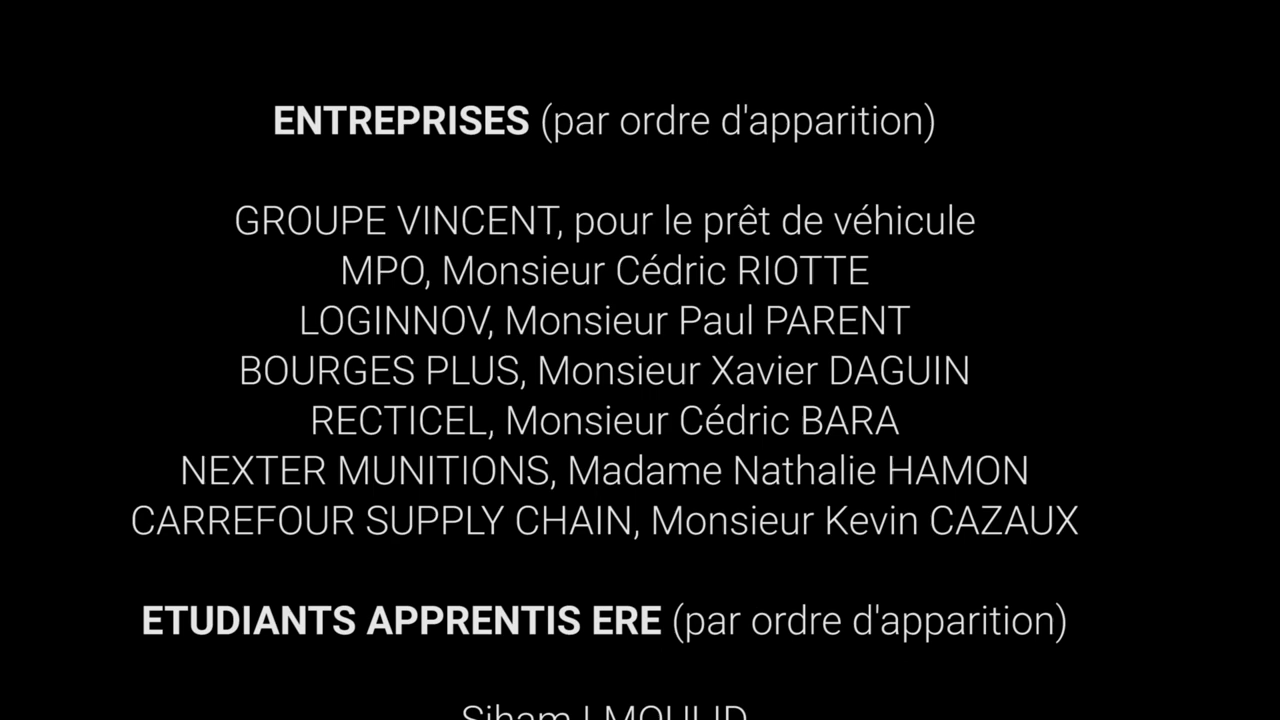 ENTREPRISES (par ordre d'apparition)
GROUPE VINCENT, pour le prêt de véhicule
MPO, Monsieur Cédric RIOTTE
LOGINNOV, Monsieur Paul PARENT
BOURGES PLUS, Monsieur Xavier DAGUIN
RECTICEL, Monsieur Cédric BARA
NEXTER MUNITIONS, Madame Nathalie HAMON
CARREFOUR SUPPLY CHAIN, Monsieur Kevin CAZAUX
ETUDIANTS APPRENTIS ERE (par ordre d'apparition)
Siham